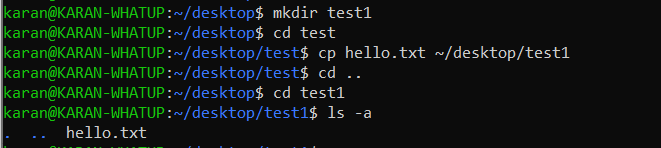 karan@KARAN-WHATUP:~/desktop$ mkdir test1
karan@KARAN-WHATUP:~/desktop$ cd test
karan@KARAN-WHATUP:~/desktop/test$ cp hello.txt ~/desktop/test1
karan@KARAN-WHATUP:~/desktop/test$ cd ..
karan@KARAN-WHATUP:~/desktop$ cd test1
karan@KARAN-WHATUP:~/desktop/test1$ ls -a
.  ..  hello.txt